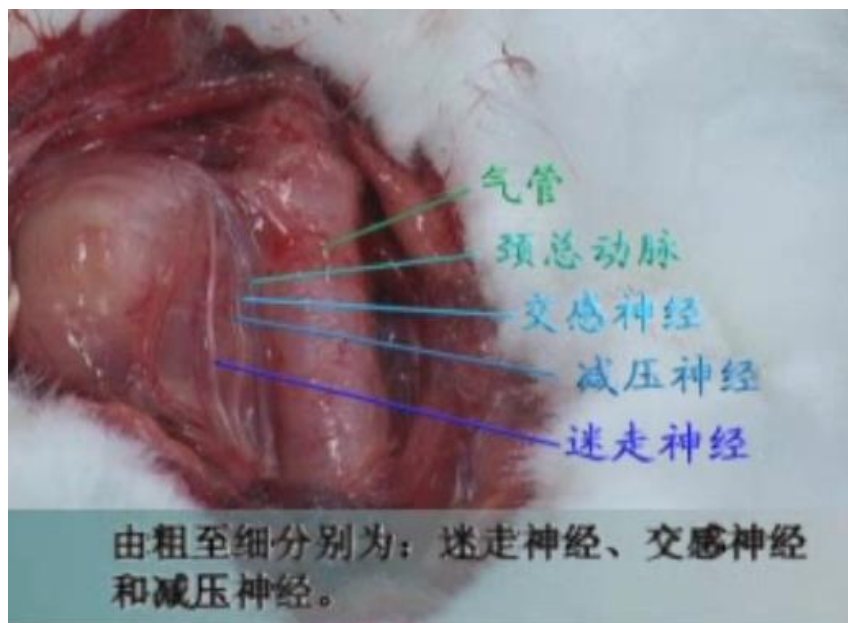 气管
颈总动脉
交感神经
减压神经
迷走神经
由粗至细分别为：迷走神经、交感神经
和减压神经。